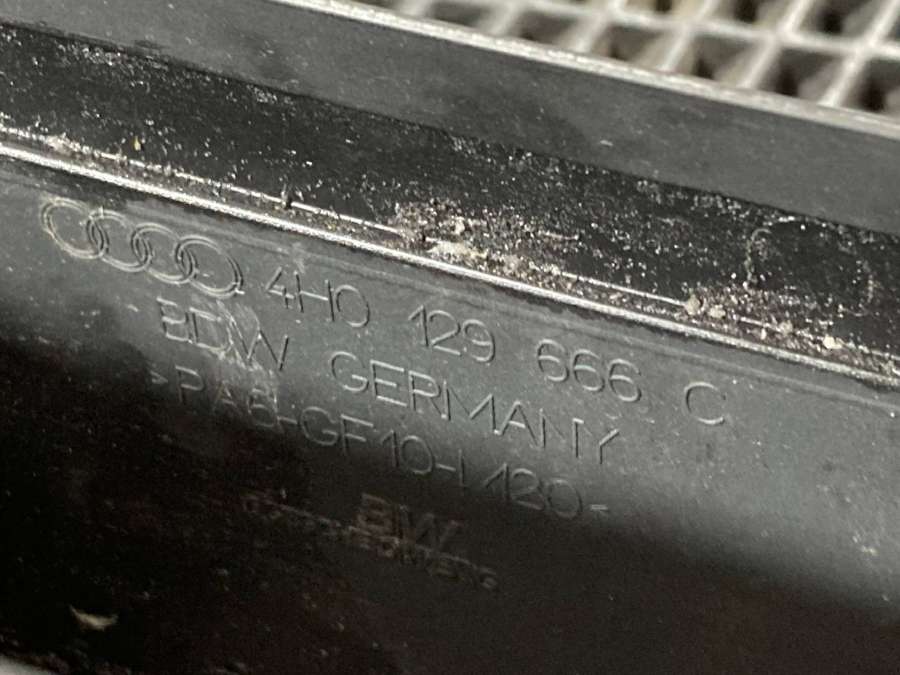 4H0 129 666 C
BDW GERMANY
>PA6-GF10-M20<